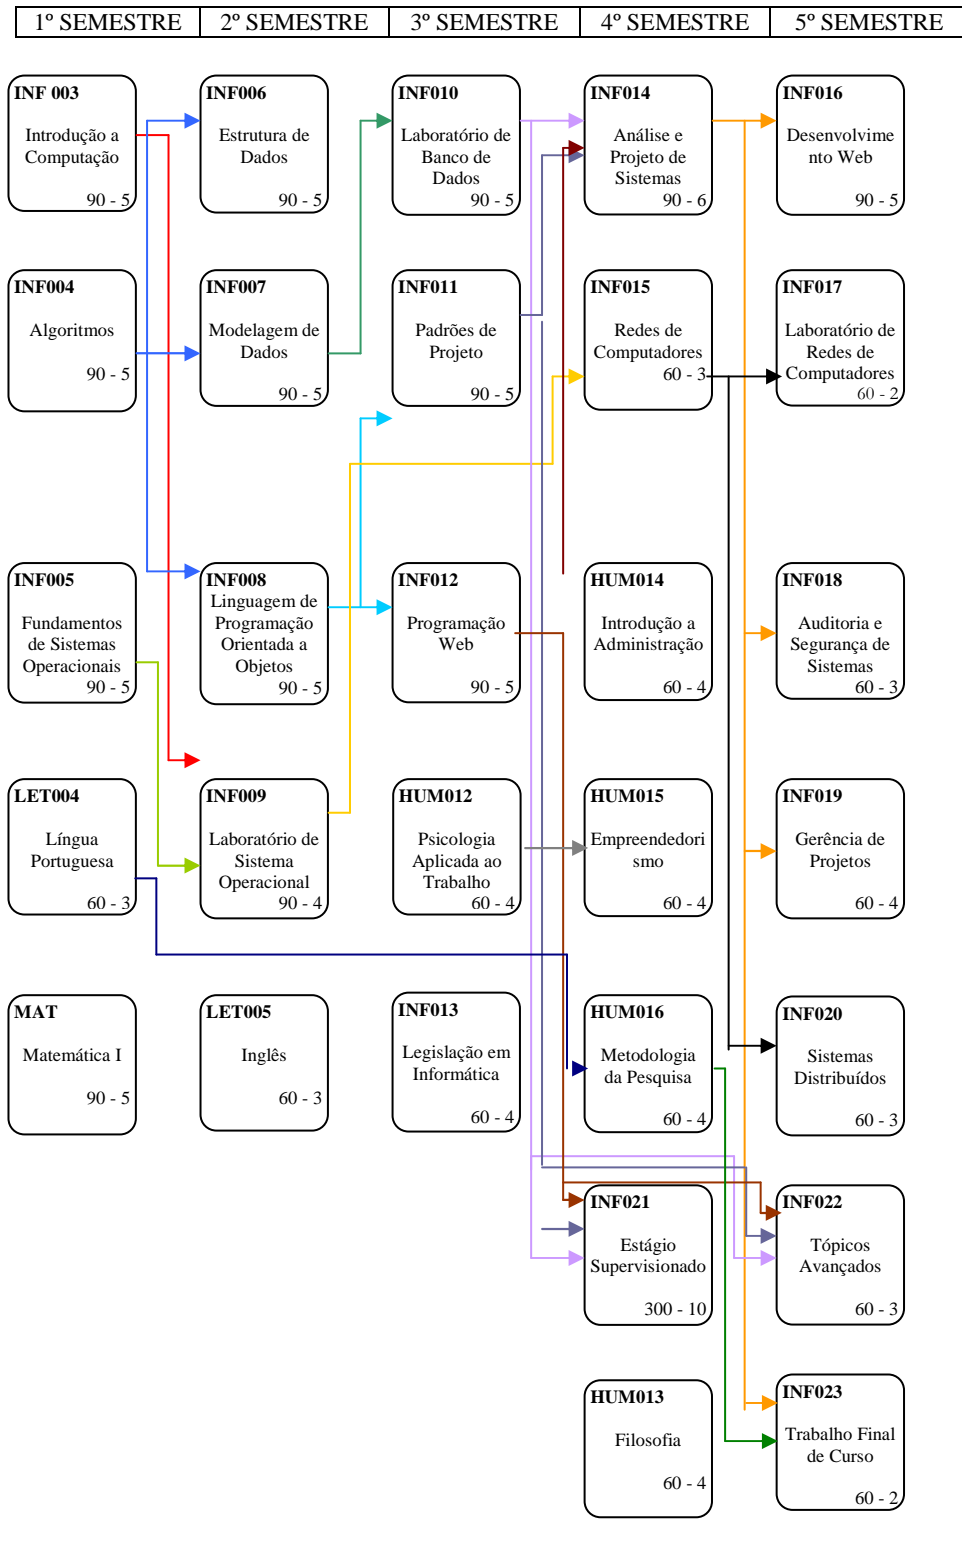 1º SEMESTRE
2º SEMESTRE
3º SEMESTRE
4º SEMESTRE
5º SEMESTRE
INF 003
Introdução a
Computação
90 - 5
INF006
Estrutura de
Dados
90 - 5
INF010
Laboratório de
Banco de
Dados
90 - 5
INF014
Análise e
Projeto de
Sistemas
90 - 6
INF016
Desenvolvime
nto Web
90 - 5
INF004
Algoritmos
90 - 5
INF007
Modelagem de
Dados
90 - 5
INF011
Padrões de
Projeto
90 - 5
INF015
Redes de
Computadores
60 - 3
INF017
Laboratório de
Redes de
Computadores
60 - 2
INF005
Fundamentos
de Sistemas
Operacionais
90 - 5
INF008
Linguagem de
Programação
Orientada a
Objetos
90 - 5
INF012
Programação
Web
90 - 5
HUM014
Introdução a
Administração
60 - 4
INF018
Auditoria e
Segurança de
Sistemas
60 - 3
LET004
Língua
Portuguesa
60 - 3
INF009
Laboratório de
Sistema
Operacional
90 - 4
HUM012
Psicologia
Aplicada ao
Trabalho
60 - 4
HUM015
Empreendedori
smo
60 - 4
INF019
Gerência de
Projetos
60 - 4
MAT
Matemática I
90 - 5
LET005
Inglês
60 - 3
INF013
Legislação em
Informática
60 - 4
HUM016
Metodologia
da Pesquisa
60 - 4
INF020
Sistemas
Distribuídos
60 - 3
INF021
Estágio
Supervisionado
300 - 10
INF022
Tópicos
Avançados
60 - 3
HUM013
Filosofia
60 - 4
INF023
Trabalho Final
de Curso
60 - 2